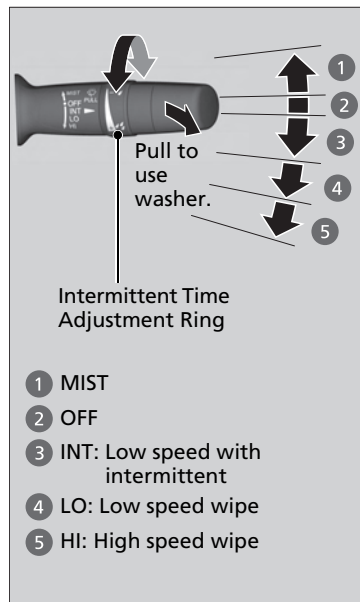 MIST
OFF PULL
INT
LO
HI
1
2
3
4
5
Pull to
use
washer.
Intermittent Time
Adjustment Ring
1 MIST
2 OFF
3 INT: Low speed with
intermittent
4 LO: Low speed wipe
5 HI: High speed wipe